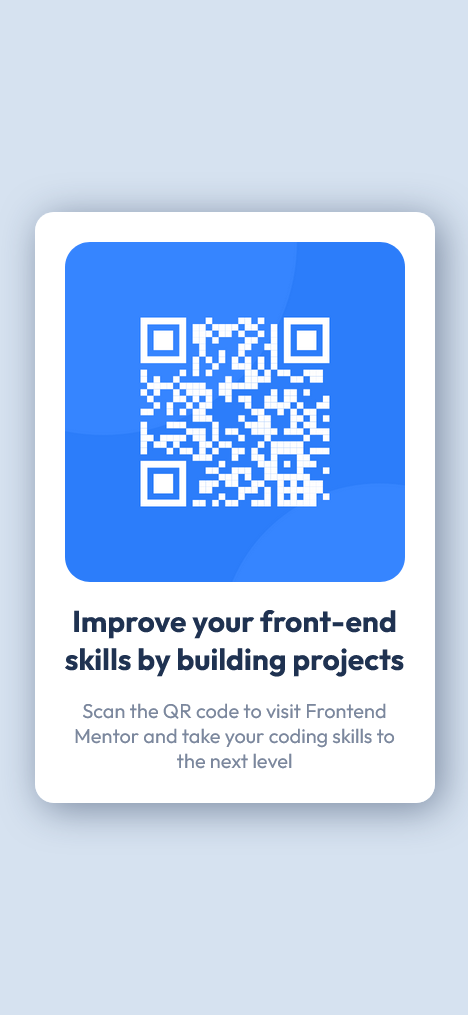 Improve your front-end
skills by building projects
Scan the QR code to visit Frontend
Mentor and take your coding skills to
the next level